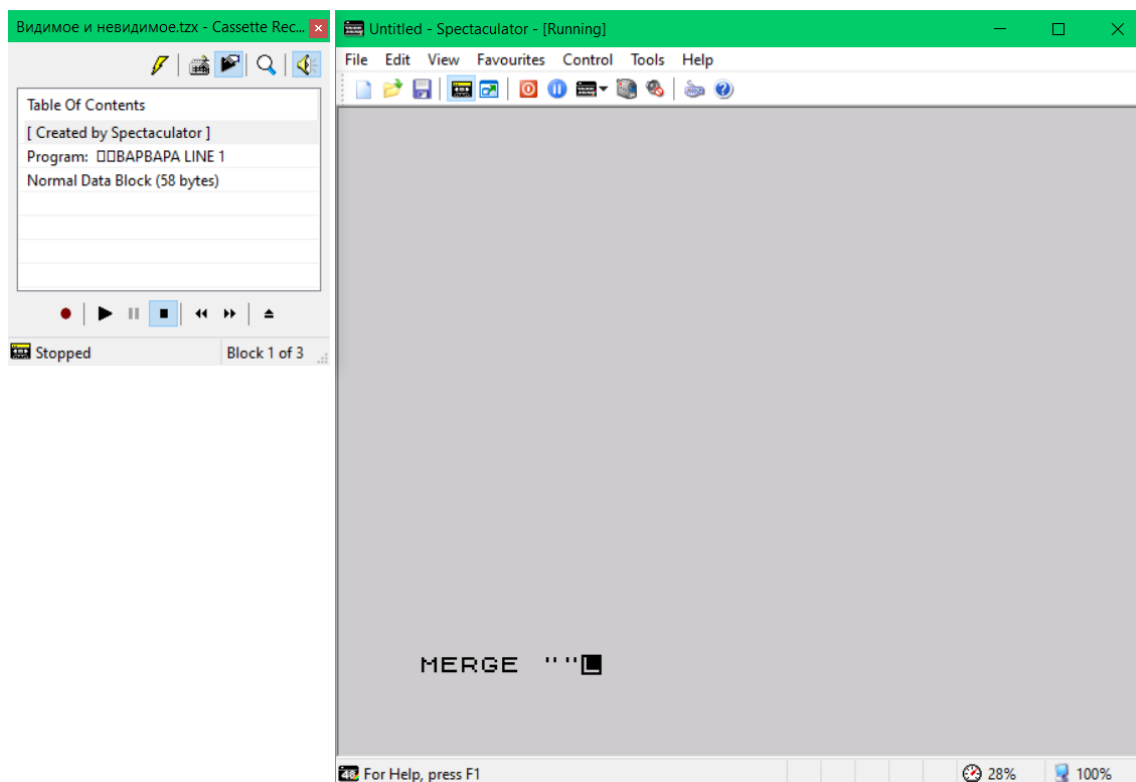 Видимое и невидимое.tzx - Cassette Rec...
Table Of Contents
[ Created by Spectaculator ]
Program: □□ВАРВАРА LINE 1
Normal Data Block (58 bytes)
Stopped
Block 1 of 3
Untitled - Spectaculator - [Running]
File Edit View Favourites Control Tools Help
MERGE ""L
48 For Help, press F1
28%
100%